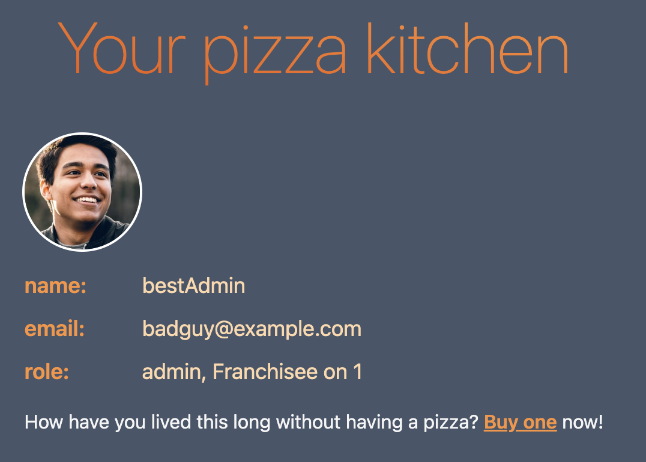 Your pizza kitchen
name: bestAdmin
email: badguy@example.com
role: admin, Franchisee on 1
How have you lived this long without having a pizza? Buy one now!